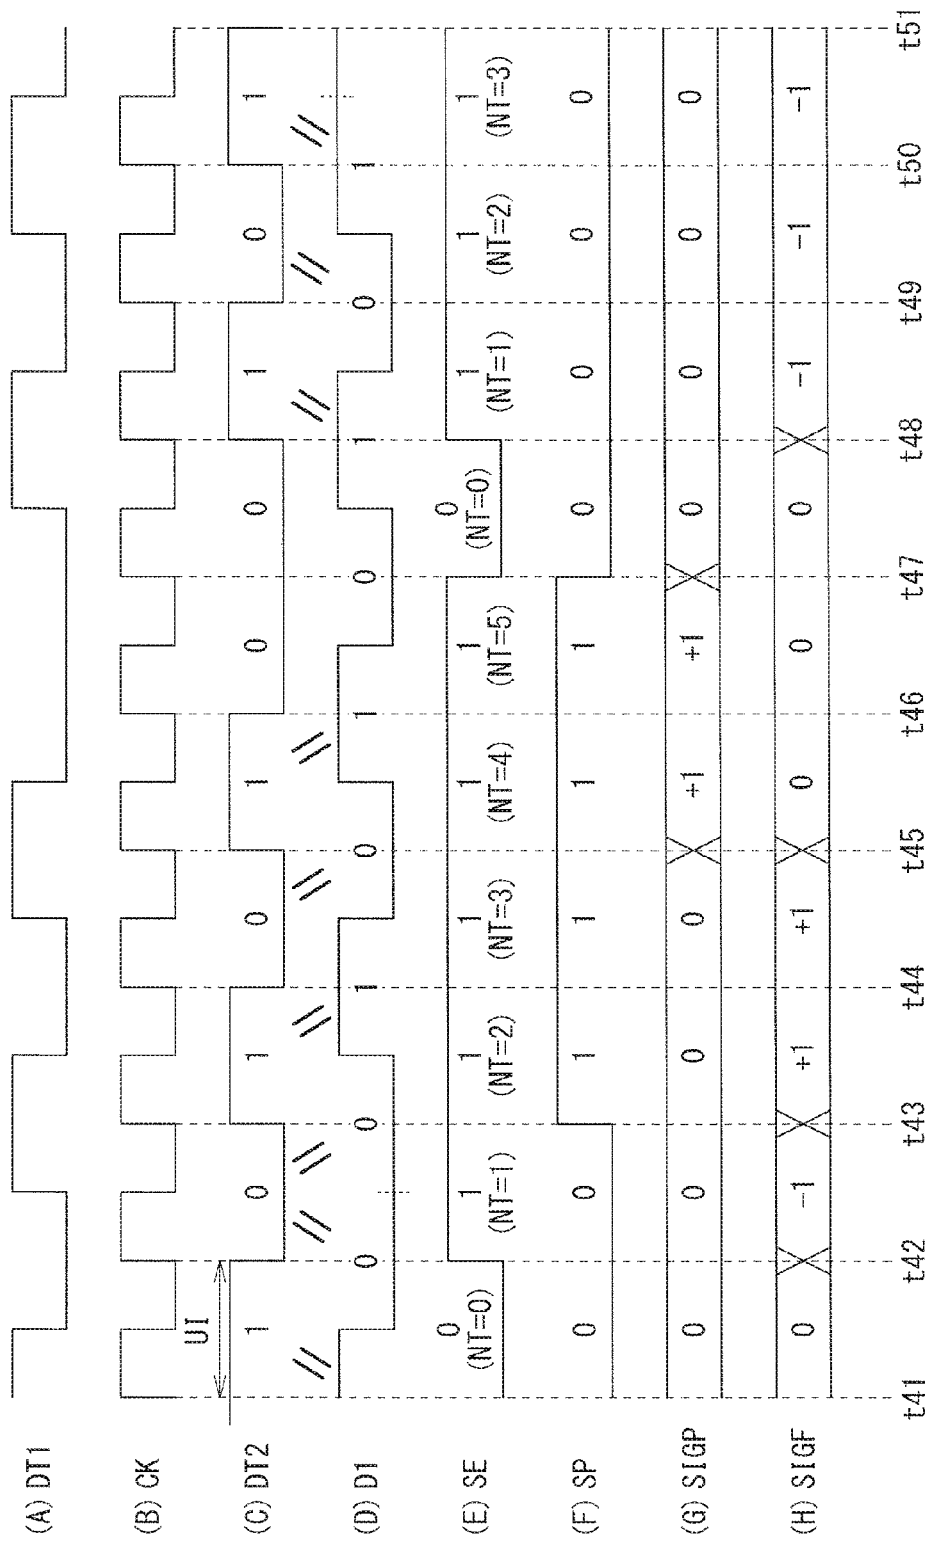 (A) DT1
(B) CK
UI
(C) DT2 1 0 1 0 1 0 0 1 0 1
(D) D1 0 0 1 0 1 0 1 0 1
(E) SE 0 1 1 1 1 1 0 1 1 1
(NT=0) (NT=1) (NT=2) (NT=3) (NT=4) (NT=5) (NT=0) (NT=1) (NT=2) (NT=3)
(F) SP 0 0 1 1 1 1 0 0 0 0
(G) SIGP 0 0 0 0 +1 +1 0 0 0 0
(H) SIGF 0 -1 +1 +1 0 0 0 -1 -1 -1
t41 t42 t43 t44 t45 t46 t47 t48 t49 t50 t51